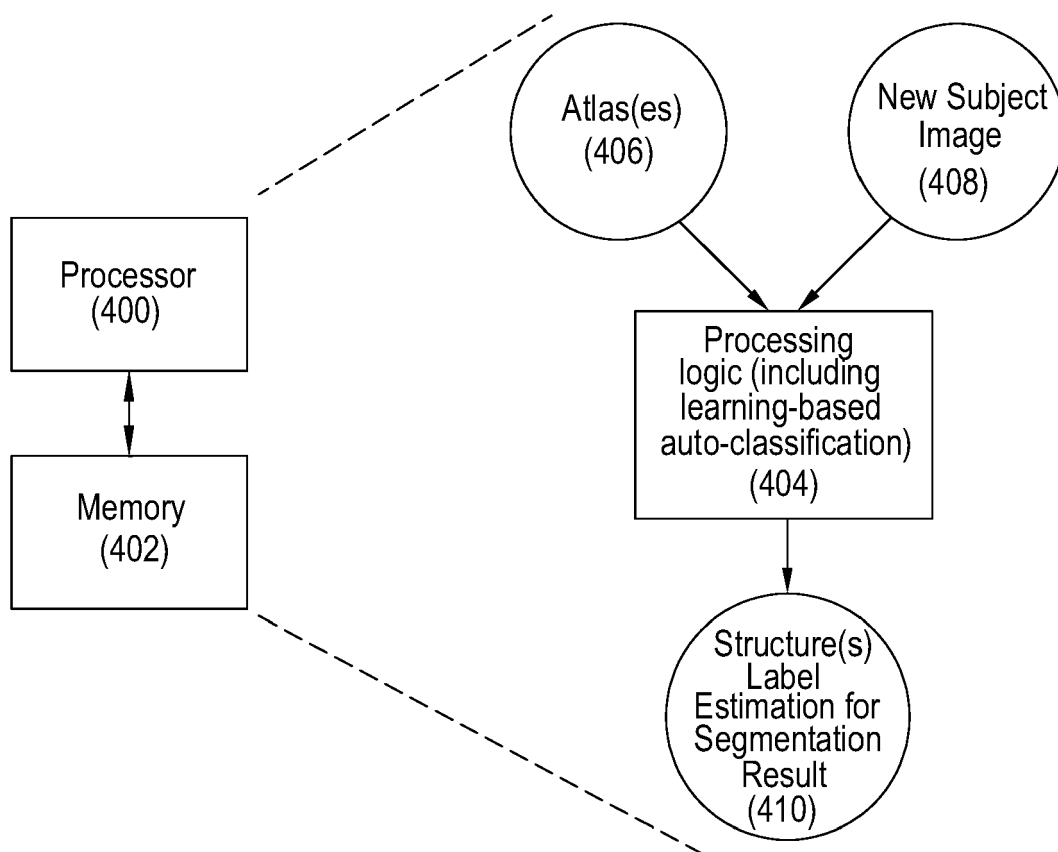 Processor
(400)
Memory
(402)
Atlas(es)
(406)
New Subject
Image
(408)
Processing
logic (including
learning-based
auto-classification)
(404)
Structure(s)
Label
Estimation for
Segmentation
Result
(410)